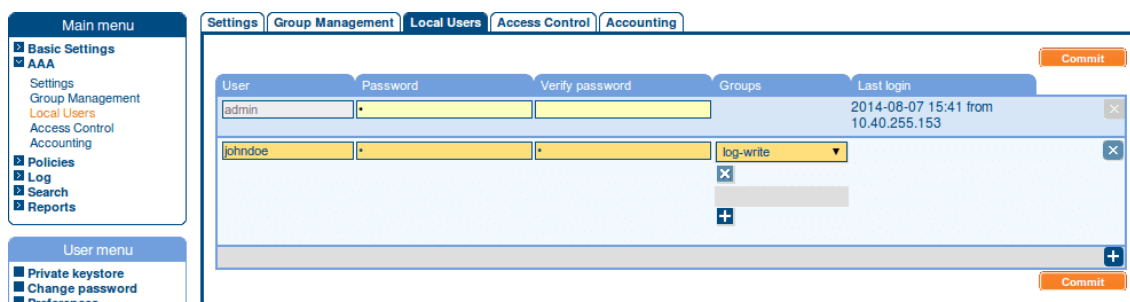 Main menu
Basic Settings
AAA
Settings
Group Management
Local Users
Access Control
Accounting
Policies
Log
Search
Reports
User menu
Private keystore
Change password
Preferences
Settings Group Management Local Users Access Control Accounting
Commit
User Password Verify password Groups Last login
admin 2014-08-07 15:41 from
10.40.255.153
johndoe log-write
Commit